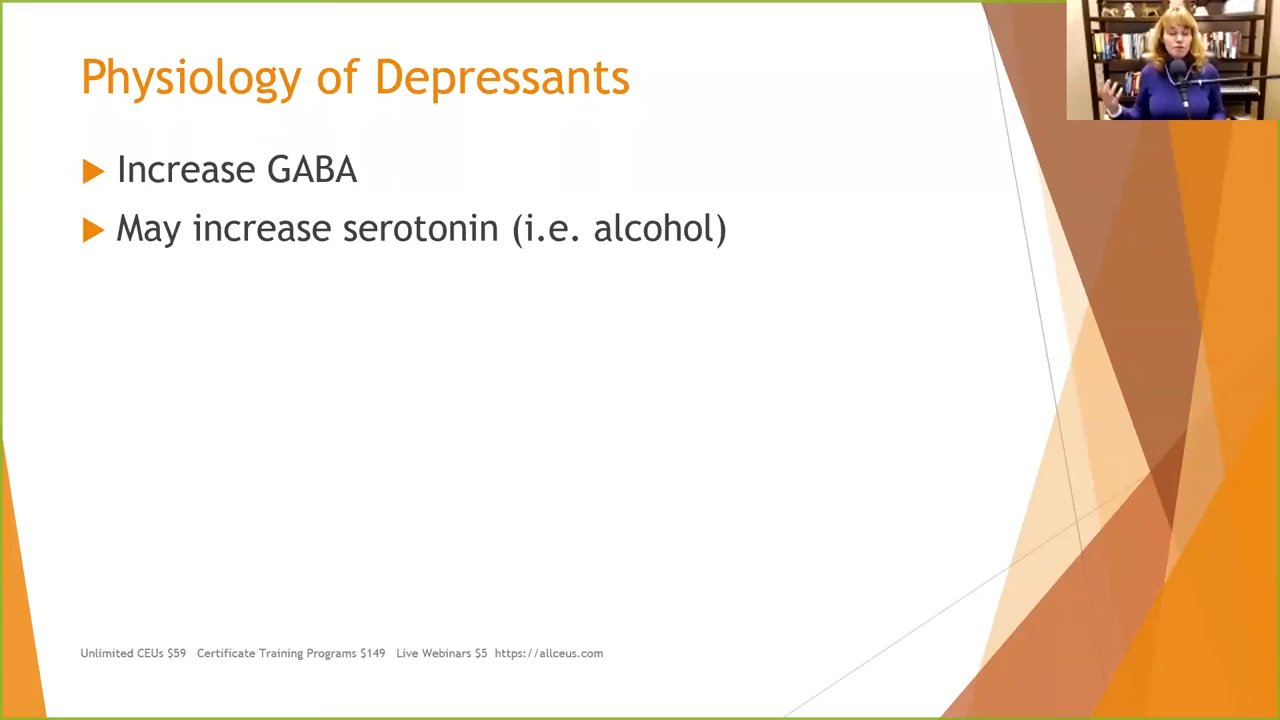 Physiology of Depressants
Increase GABA
May increase serotonin (i.e. alcohol)
Unlimited CEUs $59 Certificate Training Programs $149 Live Webinars $5 https://allceus.com